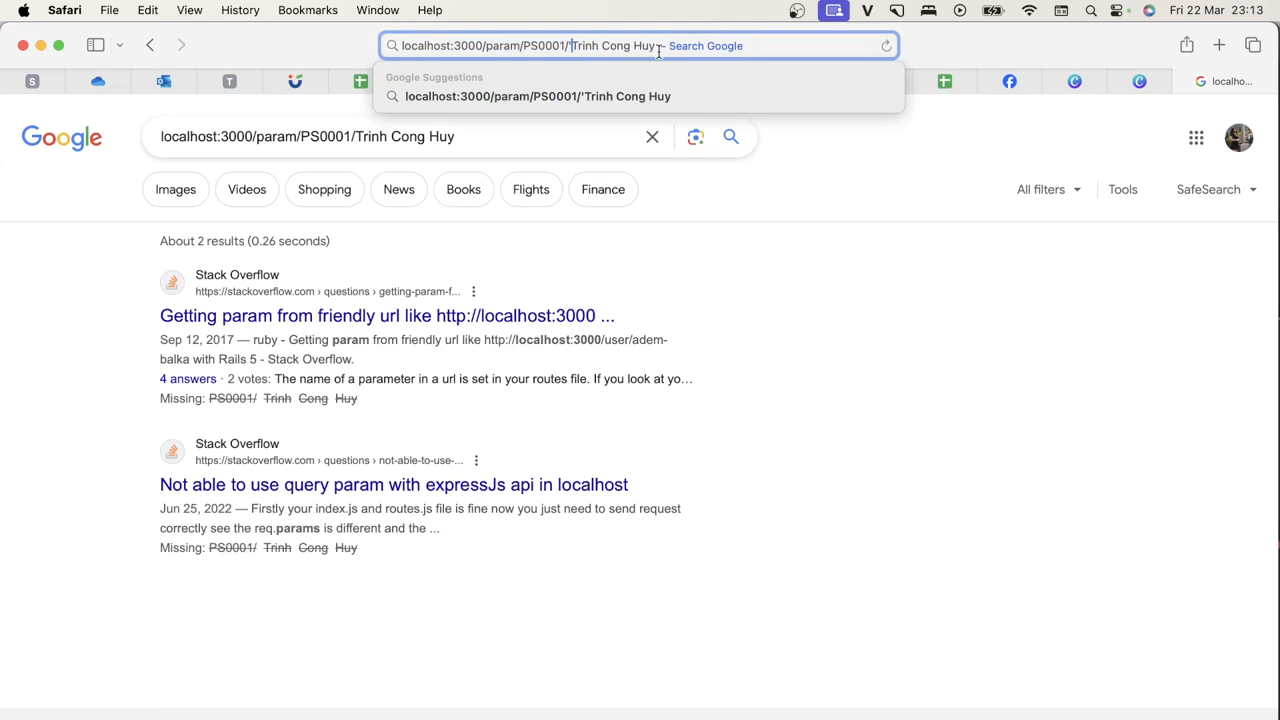 Safari File Edit View History Bookmarks Window Help Fri 22 Mar 23:13
localhost:3000/param/PS0001/'Trinh Cong Huy – Search Google
S T localho...
Google Suggestions
localhost:3000/param/PS0001/'Trinh Cong Huy
Google localhost:3000/param/PS0001/Trinh Cong Huy
Images Videos Shopping News Books Flights Finance All filters Tools SafeSearch
About 2 results (0.26 seconds)
Stack Overflow
https://stackoverflow.com › questions › getting-param-f...
Getting param from friendly url like http://localhost:3000 ...
Sep 12, 2017 — ruby - Getting param from friendly url like http://localhost:3000/user/adem-
balka with Rails 5 - Stack Overflow.
4 answers · 2 votes: The name of a parameter in a url is set in your routes file. If you look at yo...
Missing: PS0001/ Trinh Cong Huy
Stack Overflow
https://stackoverflow.com › questions › not-able-to-use-...
Not able to use query param with expressJs api in localhost
Jun 25, 2022 — Firstly your index.js and routes.js file is fine now you just need to send request
correctly see the req.params is different and the ...
Missing: PS0001/ Trinh Cong Huy